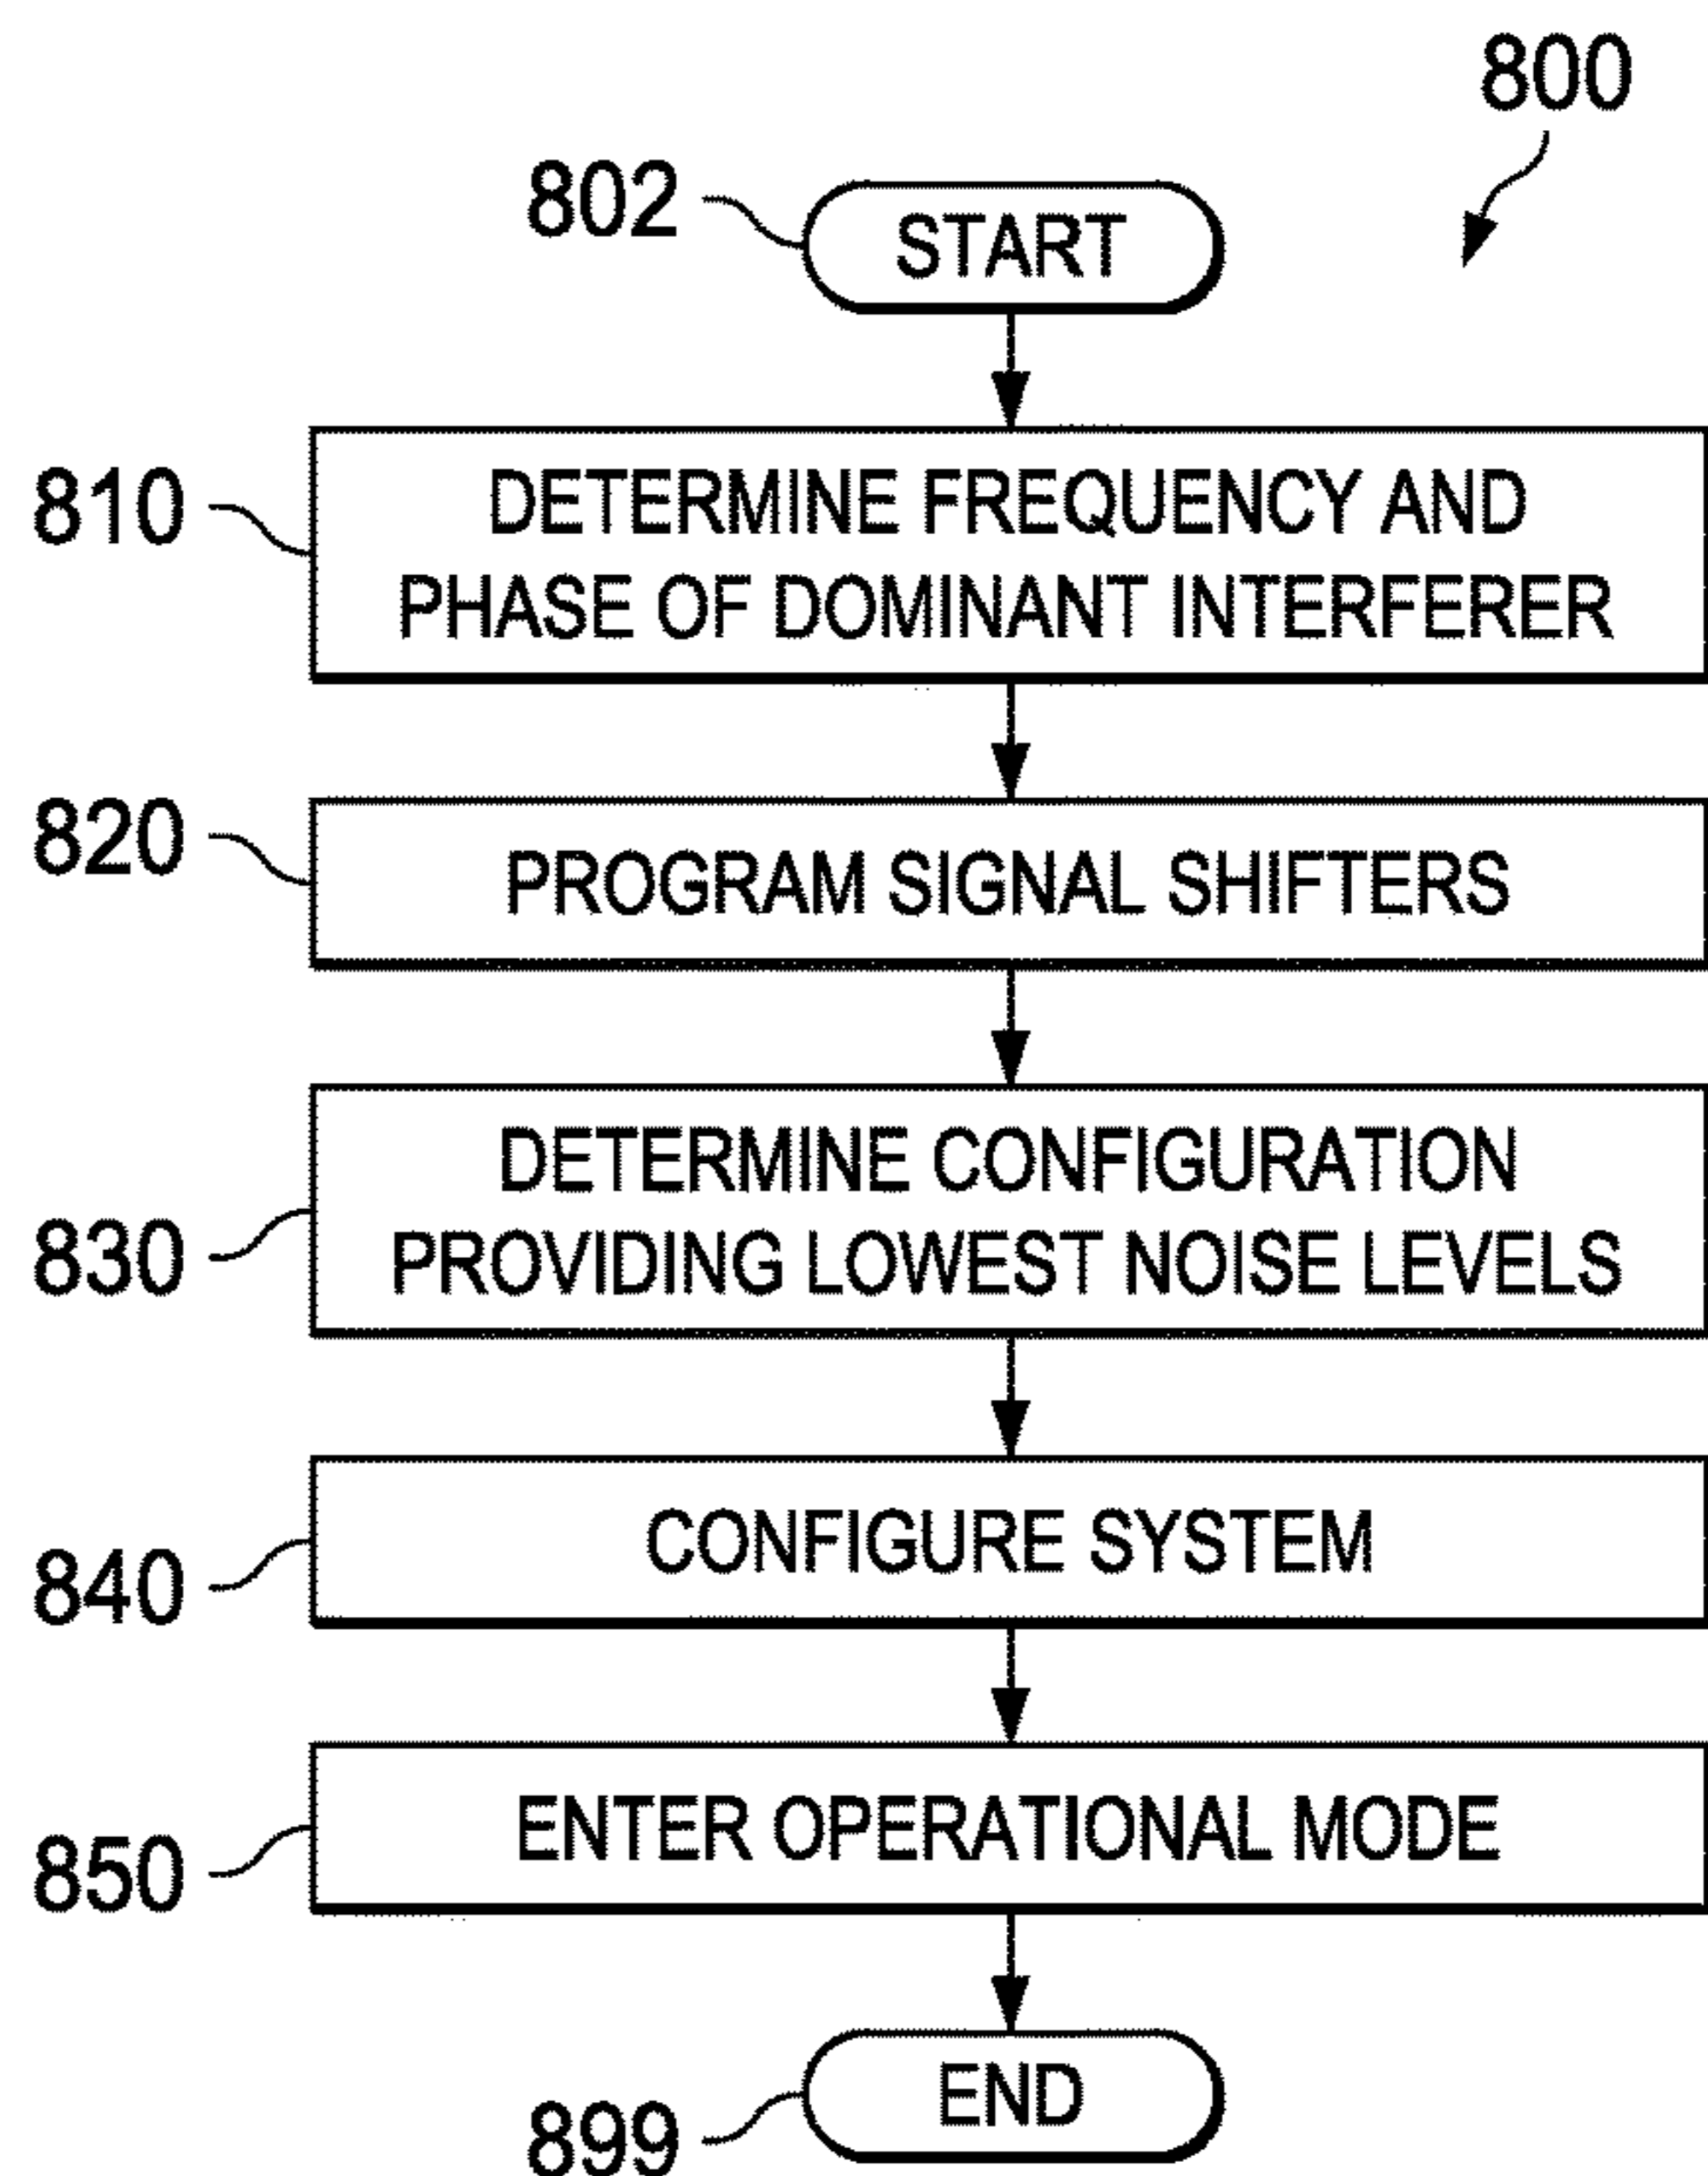 800
802
START
810
DETERMINE FREQUENCY AND
PHASE OF DOMINANT INTERFERER
820
PROGRAM SIGNAL SHIFTERS
830
DETERMINE CONFIGURATION
PROVIDING LOWEST NOISE LEVELS
840
CONFIGURE SYSTEM
850
ENTER OPERATIONAL MODE
899
END